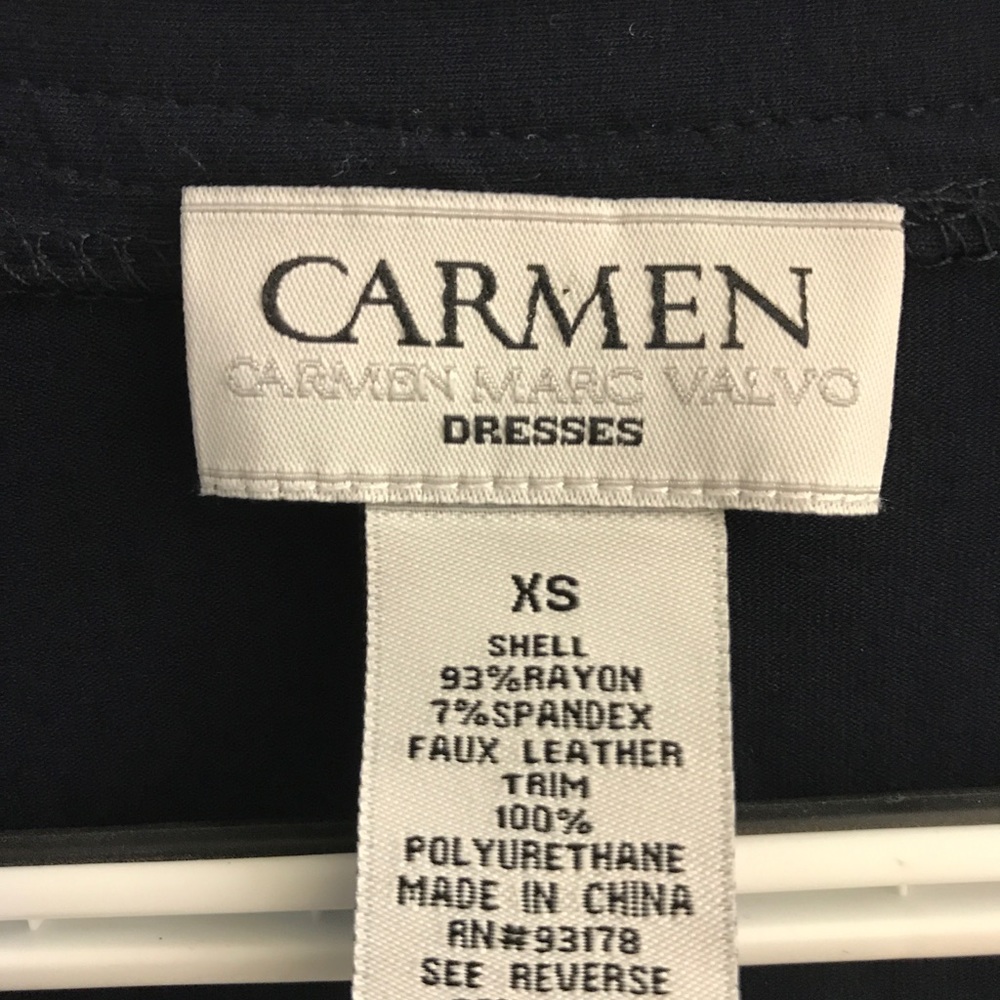 CARMEN
CARMEN MARC VALVO
DRESSES
XS
SHELL
93%RAYON
7%SPANDEX
FAUX LEATHER
TRIM
100%
POLYURETHANE
MADE IN CHINA
RN#93178
SEE REVERSE